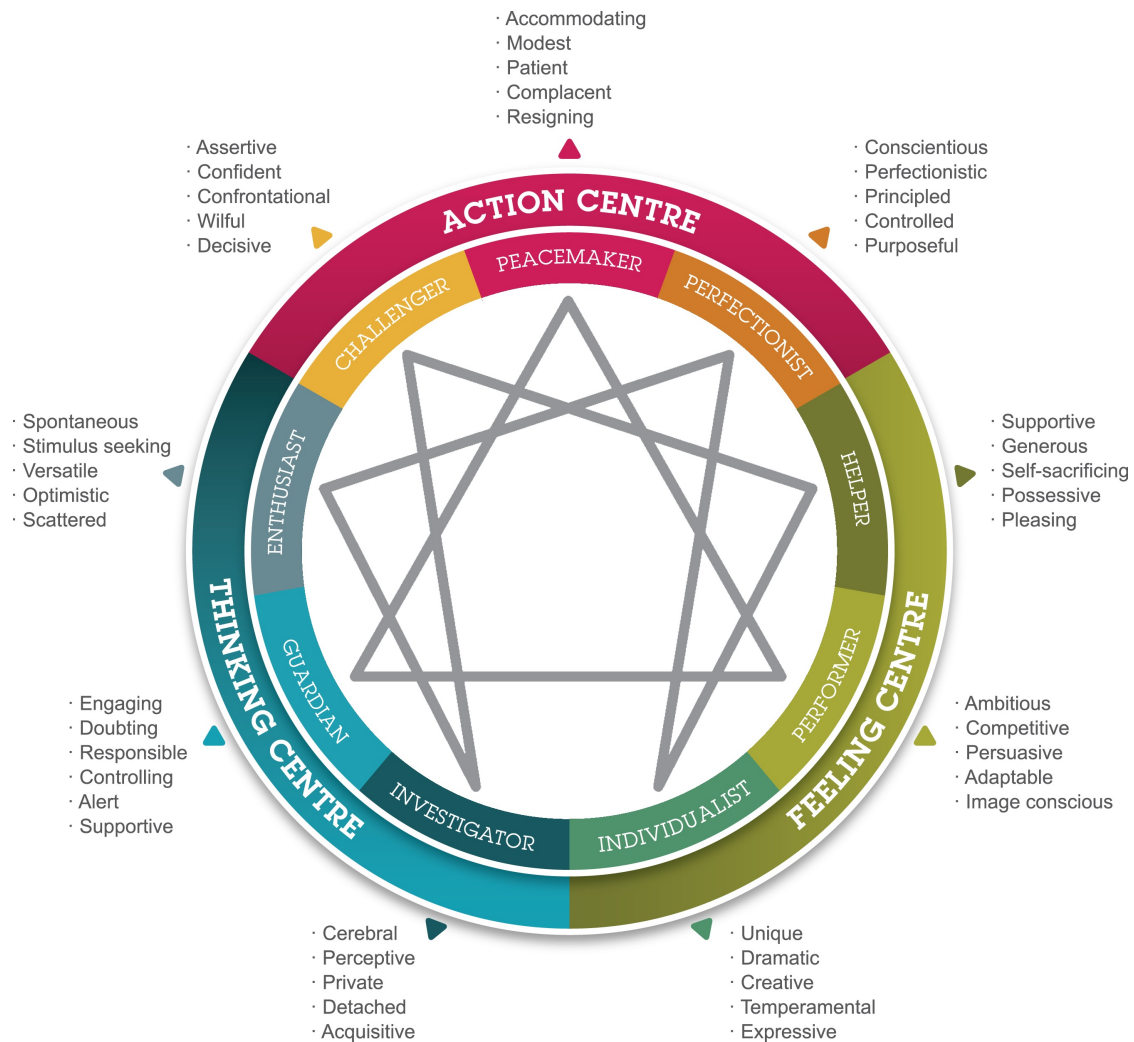 · Accommodating
· Modest
· Patient
· Complacent
· Resigning
· Assertive
· Confident
· Confrontational
· Wilful
· Decisive
· Conscientious
· Perfectionistic
· Principled
· Controlled
· Purposeful
ACTION CENTRE
PEACEMAKER
CHALLENGER
PERFECTIONIST
· Spontaneous
· Stimulus seeking
· Versatile
· Optimistic
· Scattered
ENTHUSIAST
HELPER
· Supportive
· Generous
· Self-sacrificing
· Possessive
· Pleasing
THINKING CENTRE
GUARDIAN
PERFORMER
FEELING CENTRE
· Engaging
· Doubting
· Responsible
· Controlling
· Alert
· Supportive
· Ambitious
· Competitive
· Persuasive
· Adaptable
· Image conscious
INVESTIGATOR
INDIVIDUALIST
· Cerebral
· Perceptive
· Private
· Detached
· Acquisitive
· Unique
· Dramatic
· Creative
· Temperamental
· Expressive